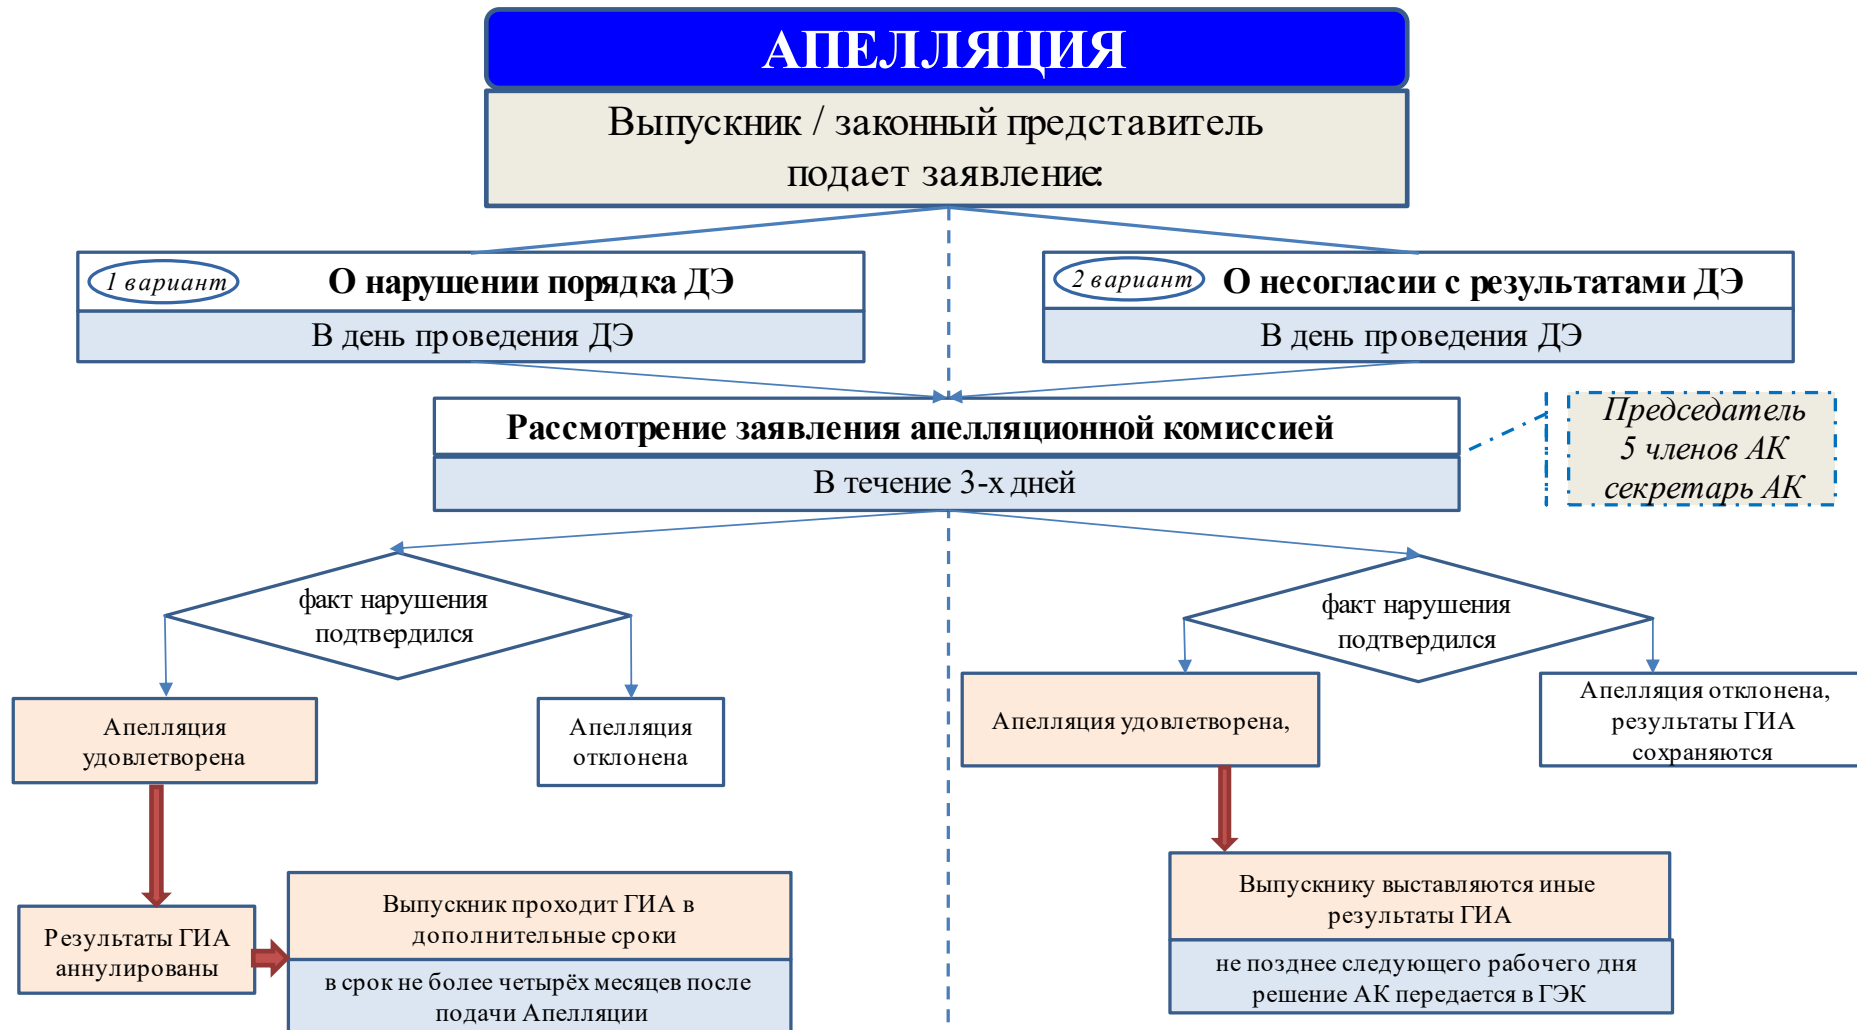 АПЕЛЛЯЦИЯ
Выпускник / законный представитель
подает заявление:
1 вариант
О нарушении порядка ДЭ
В день проведения ДЭ
2 вариант
О несогласии с результатами ДЭ
В день проведения ДЭ
Рассмотрение заявления апелляционной комиссией
В течение 3-х дней
Председатель
5 членов АК
секретарь АК
факт нарушения
подтвердился
Апелляция
удовлетворена
Апелляция
отклонена
Результаты ГИА
аннулированы
Выпускник проходит ГИА в
дополнительные сроки
в срок не более четырёх месяцев после
подачи Апелляции
факт нарушения
подтвердился
Апелляция удовлетворена,
Апелляция отклонена,
результаты ГИА
сохраняются
Выпускнику выставляются иные
результаты ГИА
не позднее следующего рабочего дня
решение АК передается в ГЭК